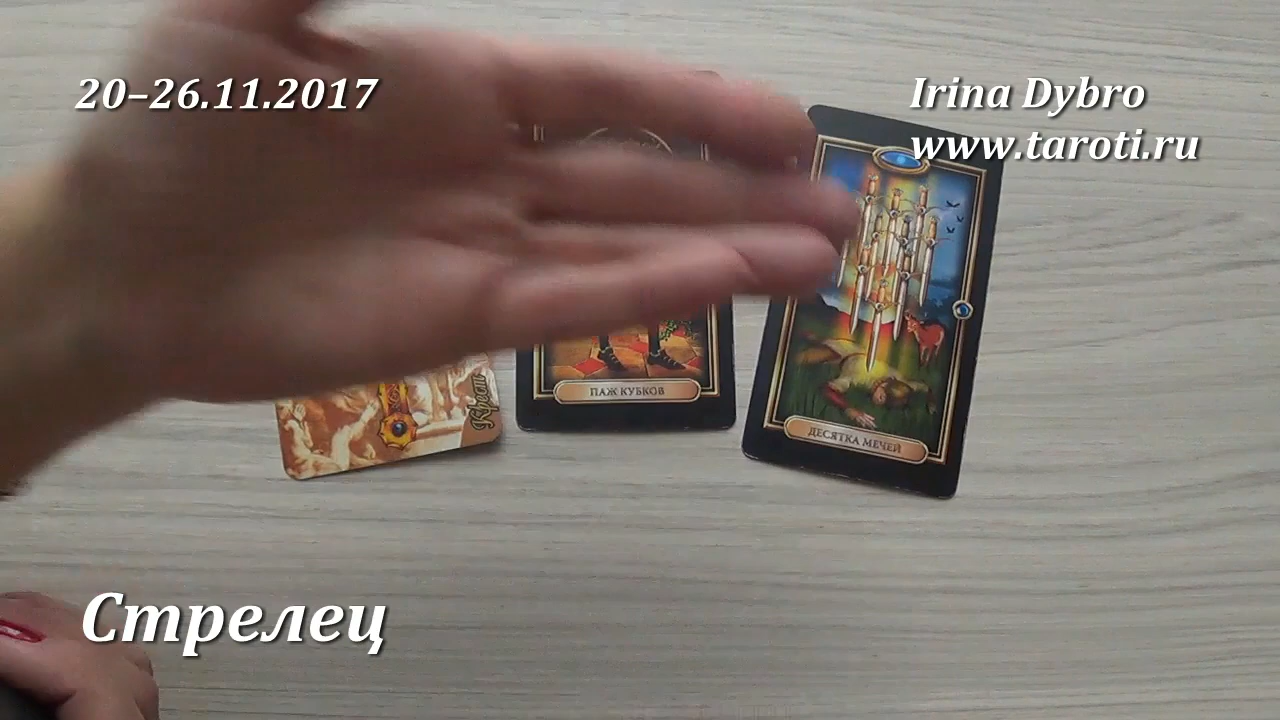 20–26.11.2017
Irina Dybro
www.taroti.ru
ПАЖ КУБКОВ
ДЕСЯТКА МЕЧЕЙ
Крест
Стрелец